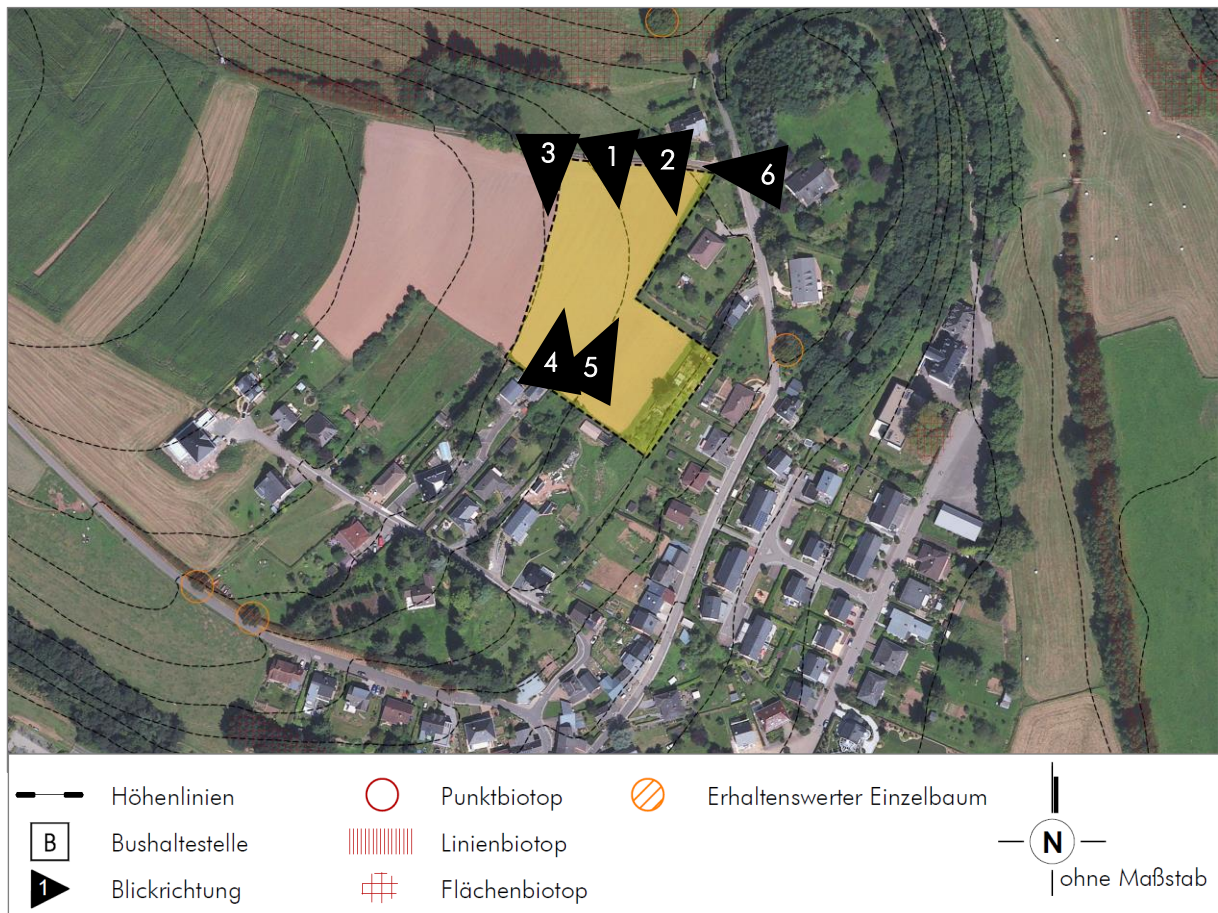 3
1
2
6
4
5
Höhenlinien
Punktbiotop
Erhaltenswerter Einzelbaum
B
Bushaltestelle
Linienbiotop
N
1
Blickrichtung
Flächenbiotop
ohne Maßstab